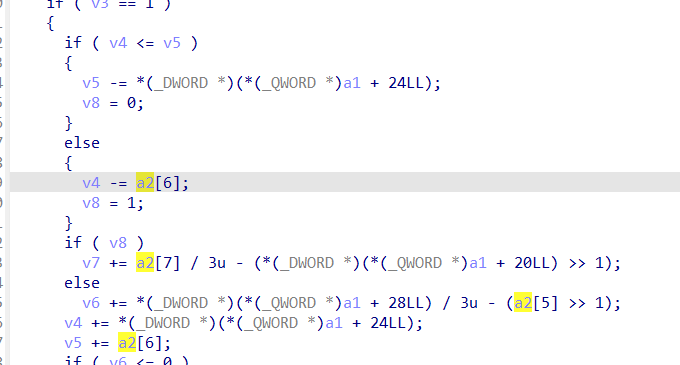 if ( v3 == 1 )
{
if ( v4 <= v5 )
{
v5 -= *(_DWORD *)(*(_QWORD *)a1 + 24LL);
v8 = 0;
}
else
{
v4 -= a2[6];
v8 = 1;
}
if ( v8 )
v7 += a2[7] / 3u - (*(_DWORD *)(*(_QWORD *)a1 + 20LL) >> 1);
else
v6 += *(_DWORD *)(*(_QWORD *)a1 + 28LL) / 3u - (a2[5] >> 1);
v4 += *(_DWORD *)(*(_QWORD *)a1 + 24LL);
v5 += a2[6];
if ( v6 <= 0 )